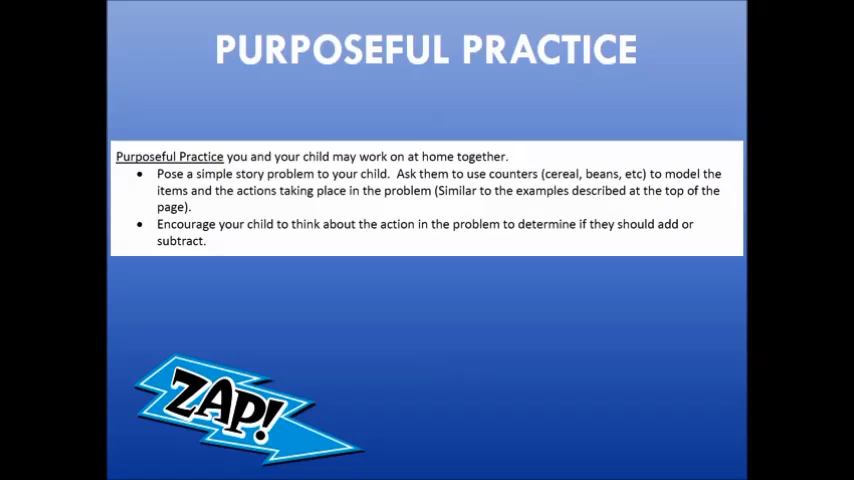 PURPOSEFUL PRACTICE
Purposeful Practice you and your child may work on at home together.
• Pose a simple story problem to your child.  Ask them to use counters (cereal, beans, etc) to model the
items and the actions taking place in the problem (Similar to the examples described at the top of the
page).
• Encourage your child to think about the action in the problem to determine if they should add or
subtract.
ZAP!